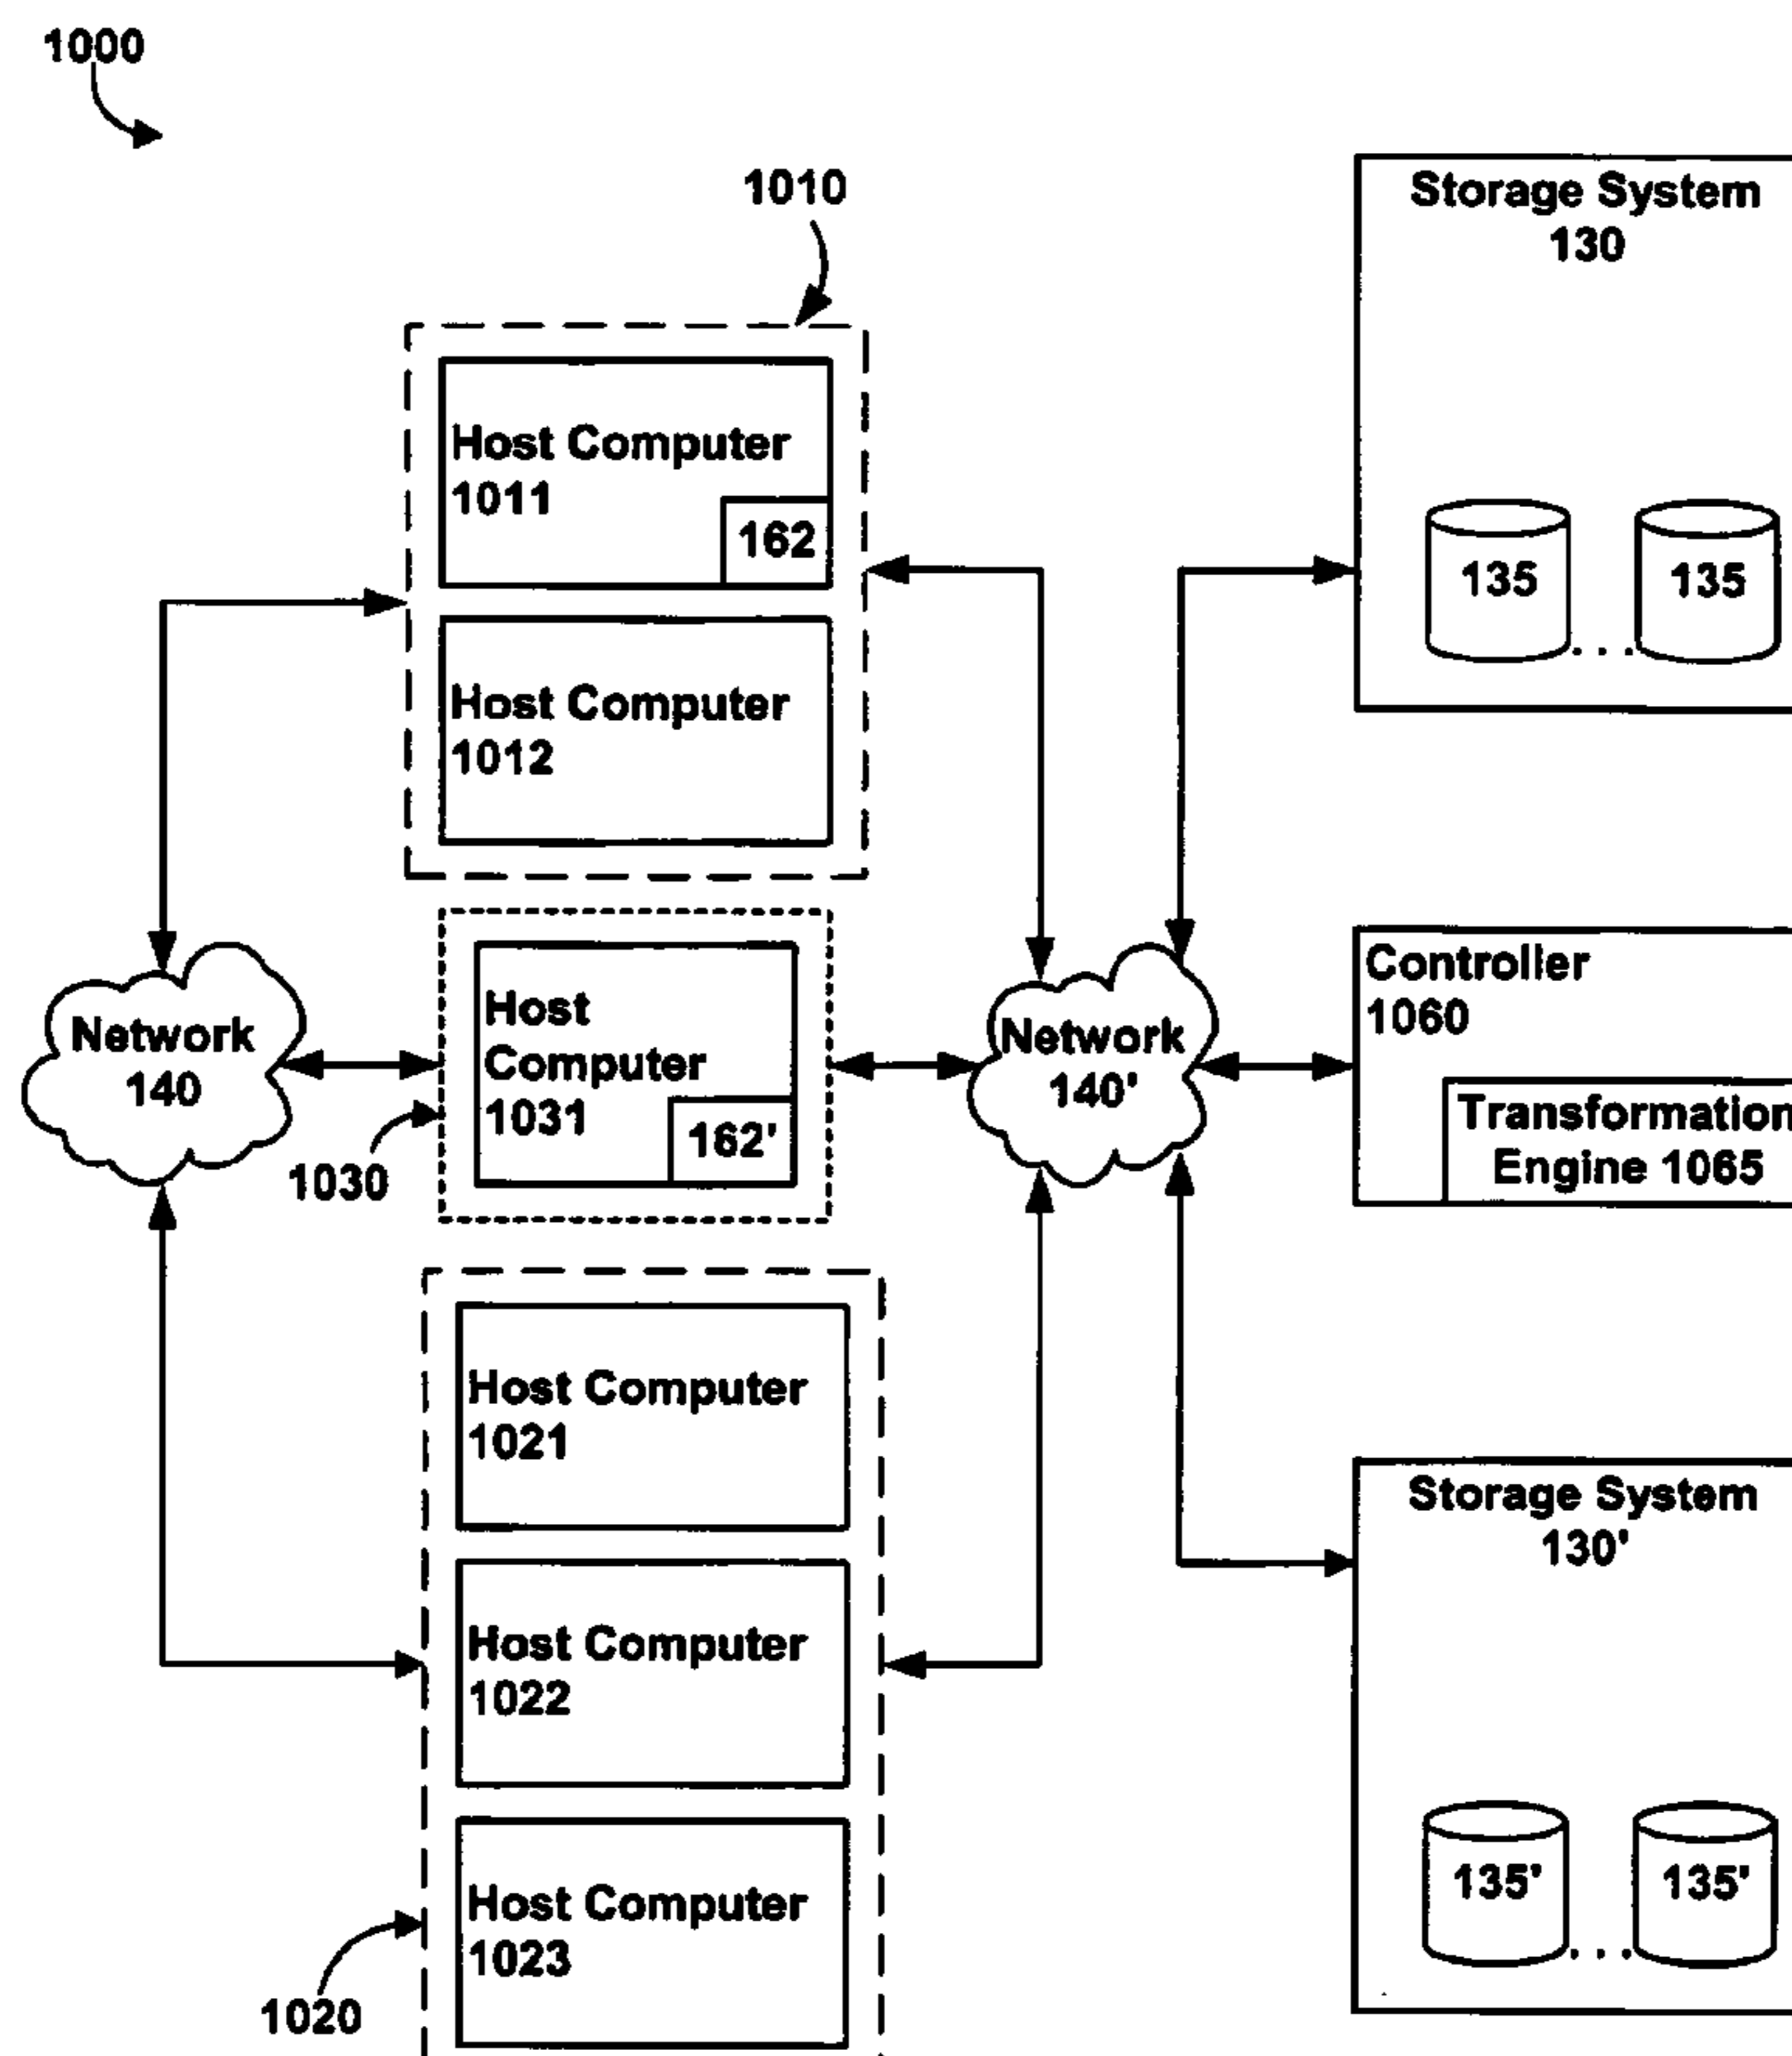 1000
1010
Storage System
130
Host Computer
1011
162
135
135
. . .
Host Computer
1012
Controller
1060
Host
Computer
1031
162'
Network
140
Network
140'
Transformation
Engine 1065
1030
Host Computer
1021
Storage System
130'
Host Computer
1022
Host Computer
1023
135'
135'
. . .
1020